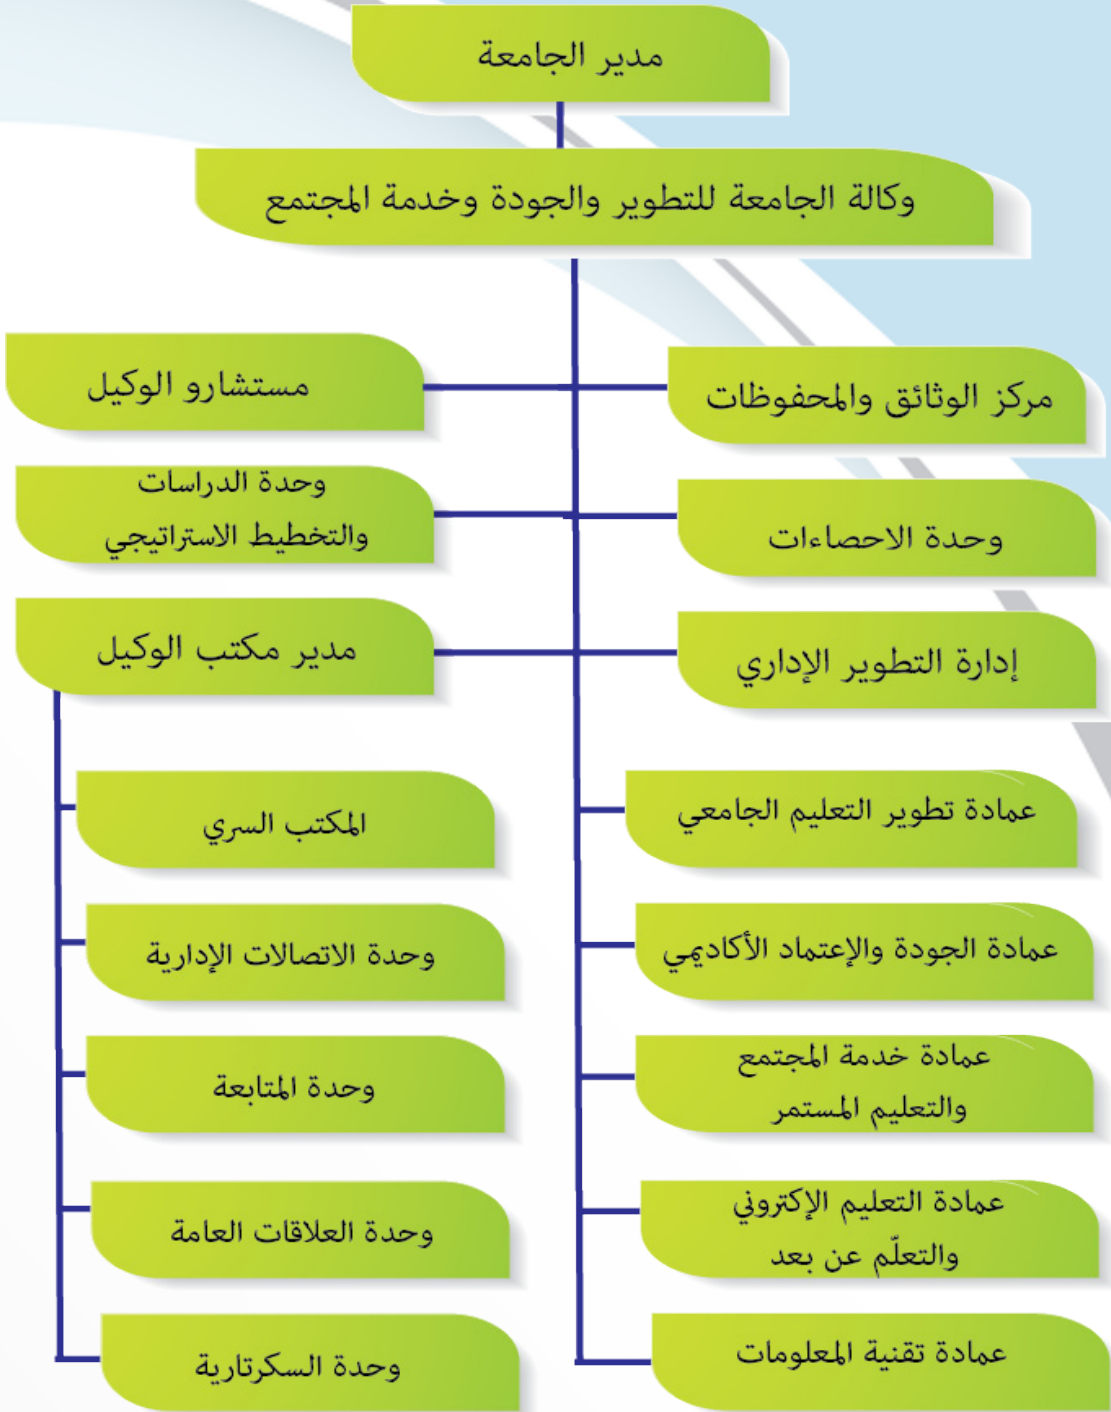 مدير الجامعة
وكالة الجامعة للتطوير والجودة وخدمة المجتمع
مركز الوثائق والمحفوظات
مستشارو الوكيل
وحدة الاحصاءات
وحدة الدراسات
والتخطيط الاستراتيجي
إدارة التطوير الإداري
مدير مكتب الوكيل
عمادة تطوير التعليم الجامعي
عمادة الجودة والإعتماد الأكاديمي
عمادة خدمة المجتمع
والتعليم المستمر
عمادة التعليم الإكتروني
والتعلّم عن بعد
عمادة تقنية المعلومات
المكتب السري
وحدة الاتصالات الإدارية
وحدة المتابعة
وحدة العلاقات العامة
وحدة السكرتارية